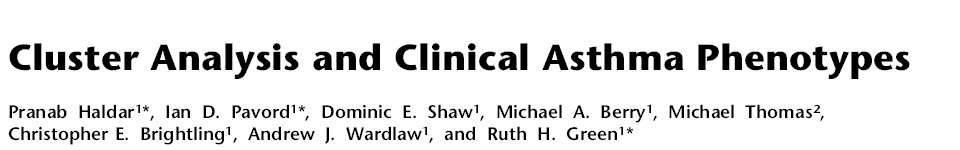 Cluster Analysis and Clinical Asthma Phenotypes
Pranab Haldar¹*, Ian D. Pavord¹*, Dominic E. Shaw¹, Michael A. Berry¹, Michael Thomas²,
Christopher E. Brightling¹, Andrew J. Wardlaw¹, and Ruth H. Green¹*